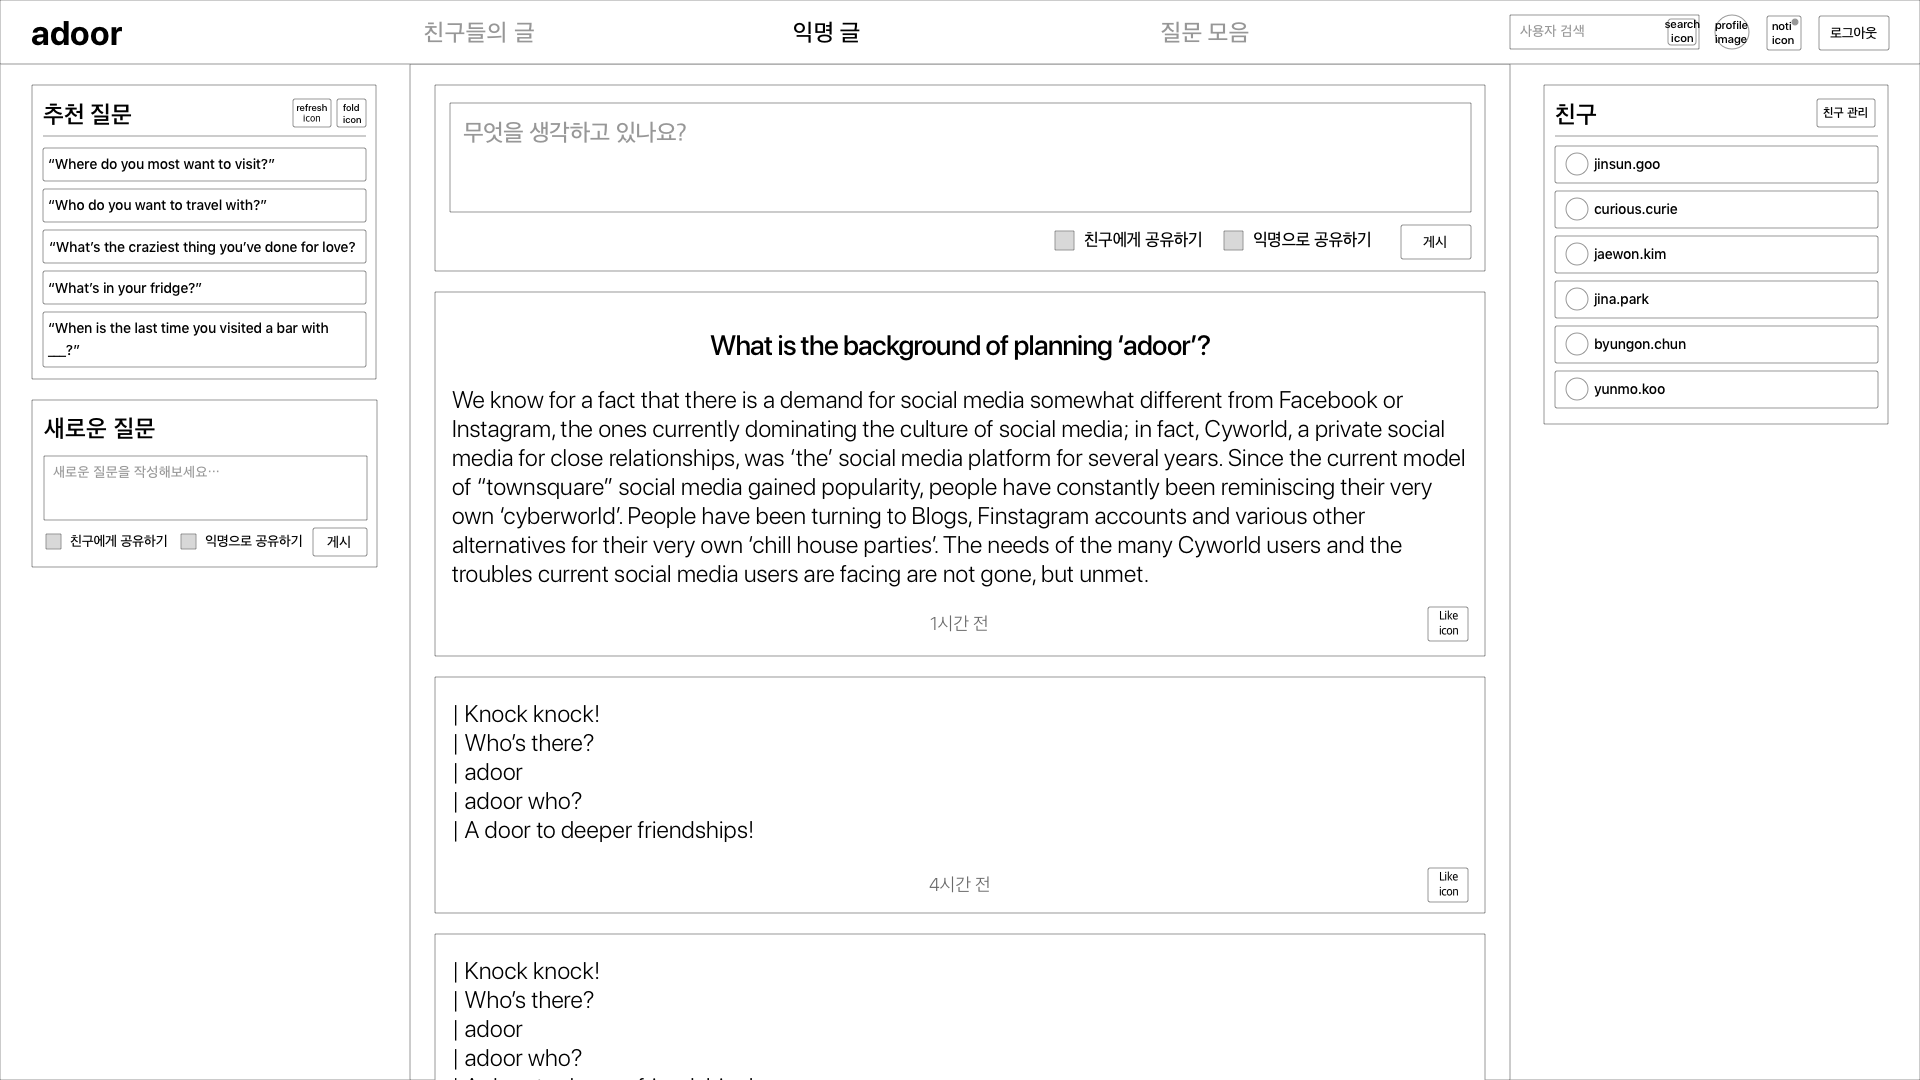 adoor
친구들의 글
익명 글
질문 모음
사용자 검색
search
icon
profile
image
noti
icon
로그아웃
추천 질문
refresh
icon
fold
icon
“Where do you most want to visit?”
“Who do you want to travel with?”
“What’s the craziest thing you’ve done for love?
“What’s in your fridge?”
“When is the last time you visited a bar with
___?”
새로운 질문
새로운 질문을 작성해보세요…
친구에게 공유하기
익명으로 공유하기
게시
무엇을 생각하고 있나요?
친구에게 공유하기
익명으로 공유하기
게시
What is the background of planning ‘adoor’?
We know for a fact that there is a demand for social media somewhat different from Facebook or
Instagram, the ones currently dominating the culture of social media; in fact, Cyworld, a private social
media for close relationships, was ‘the’ social media platform for several years. Since the current model
of “townsquare” social media gained popularity, people have constantly been reminiscing their very
own ‘cyberworld’. People have been turning to Blogs, Finstagram accounts and various other
alternatives for their very own ‘chill house parties’. The needs of the many Cyworld users and the
troubles current social media users are facing are not gone, but unmet.
1시간 전
Like
icon
| Knock knock!
| Who’s there?
| adoor
| adoor who?
| A door to deeper friendships!
4시간 전
Like
icon
| Knock knock!
| Who’s there?
| adoor
| adoor who?
친구
친구 관리
jinsun.goo
curious.curie
jaewon.kim
jina.park
byungon.chun
yunmo.koo